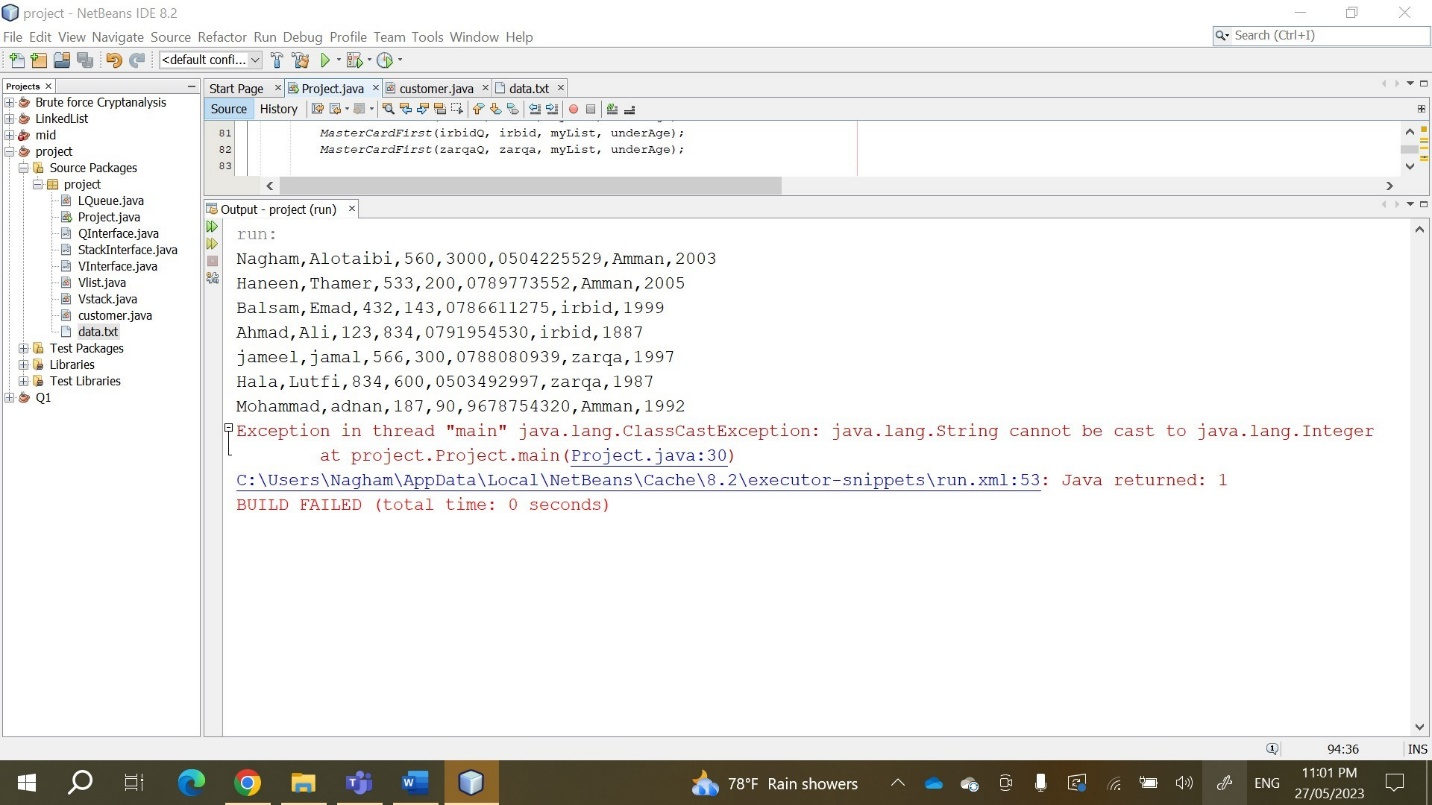 project - NetBeans IDE 8.2
File Edit View Navigate Source Refactor Run Debug Profile Team Tools Window Help
Search (Ctrl+I)
<default confi...
Projects
Start Page
Project.java
customer.java
data.txt
Brute force Cryptanalysis
LinkedList
mid
project
Source Packages
project
LQueue.java
Project.java
QInterface.java
StackInterface.java
VInterface.java
Vlist.java
Vstack.java
customer.java
data.txt
Test Packages
Libraries
Test Libraries
Q1
Source History
81 MasterCardFirst(irbidQ, irbid, myList, underAge);
82 MasterCardFirst(zarqaQ, zarqa, myList, underAge);
83
Output - project (run)
run:
Nagham,Alotaibi,560,3000,0504225529,Amman,2003
Haneen,Thamer,533,200,0789773552,Amman,2005
Balsam,Emad,432,143,0786611275,irbid,1999
Ahmad,Ali,123,834,0791954530,irbid,1887
jameel,jamal,566,300,0788080939,zarqa,1997
Hala,Lutfi,834,600,0503492997,zarqa,1987
Mohammad,adnan,187,90,9678754320,Amman,1992
Exception in thread "main" java.lang.ClassCastException: java.lang.String cannot be cast to java.lang.Integer
at project.Project.main(Project.java:30)
C:\Users\Nagham\AppData\Local\NetBeans\Cache\8.2\executor-snippets\run.xml:53: Java returned: 1
BUILD FAILED (total time: 0 seconds)
94:36 INS
78°F Rain showers
ENG
11:01 PM
27/05/2023